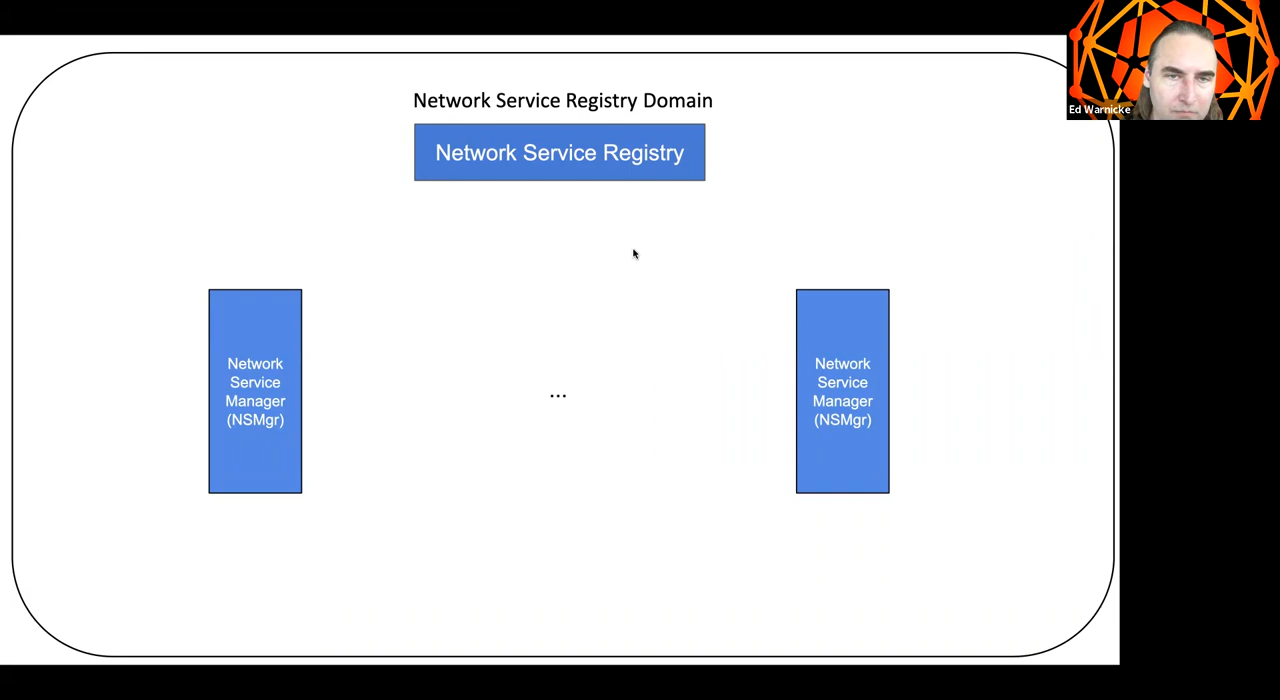 Ed Warnicke
Network Service Registry Domain
Network Service Registry
Network
Service
Manager
(NSMgr)
...
Network
Service
Manager
(NSMgr)